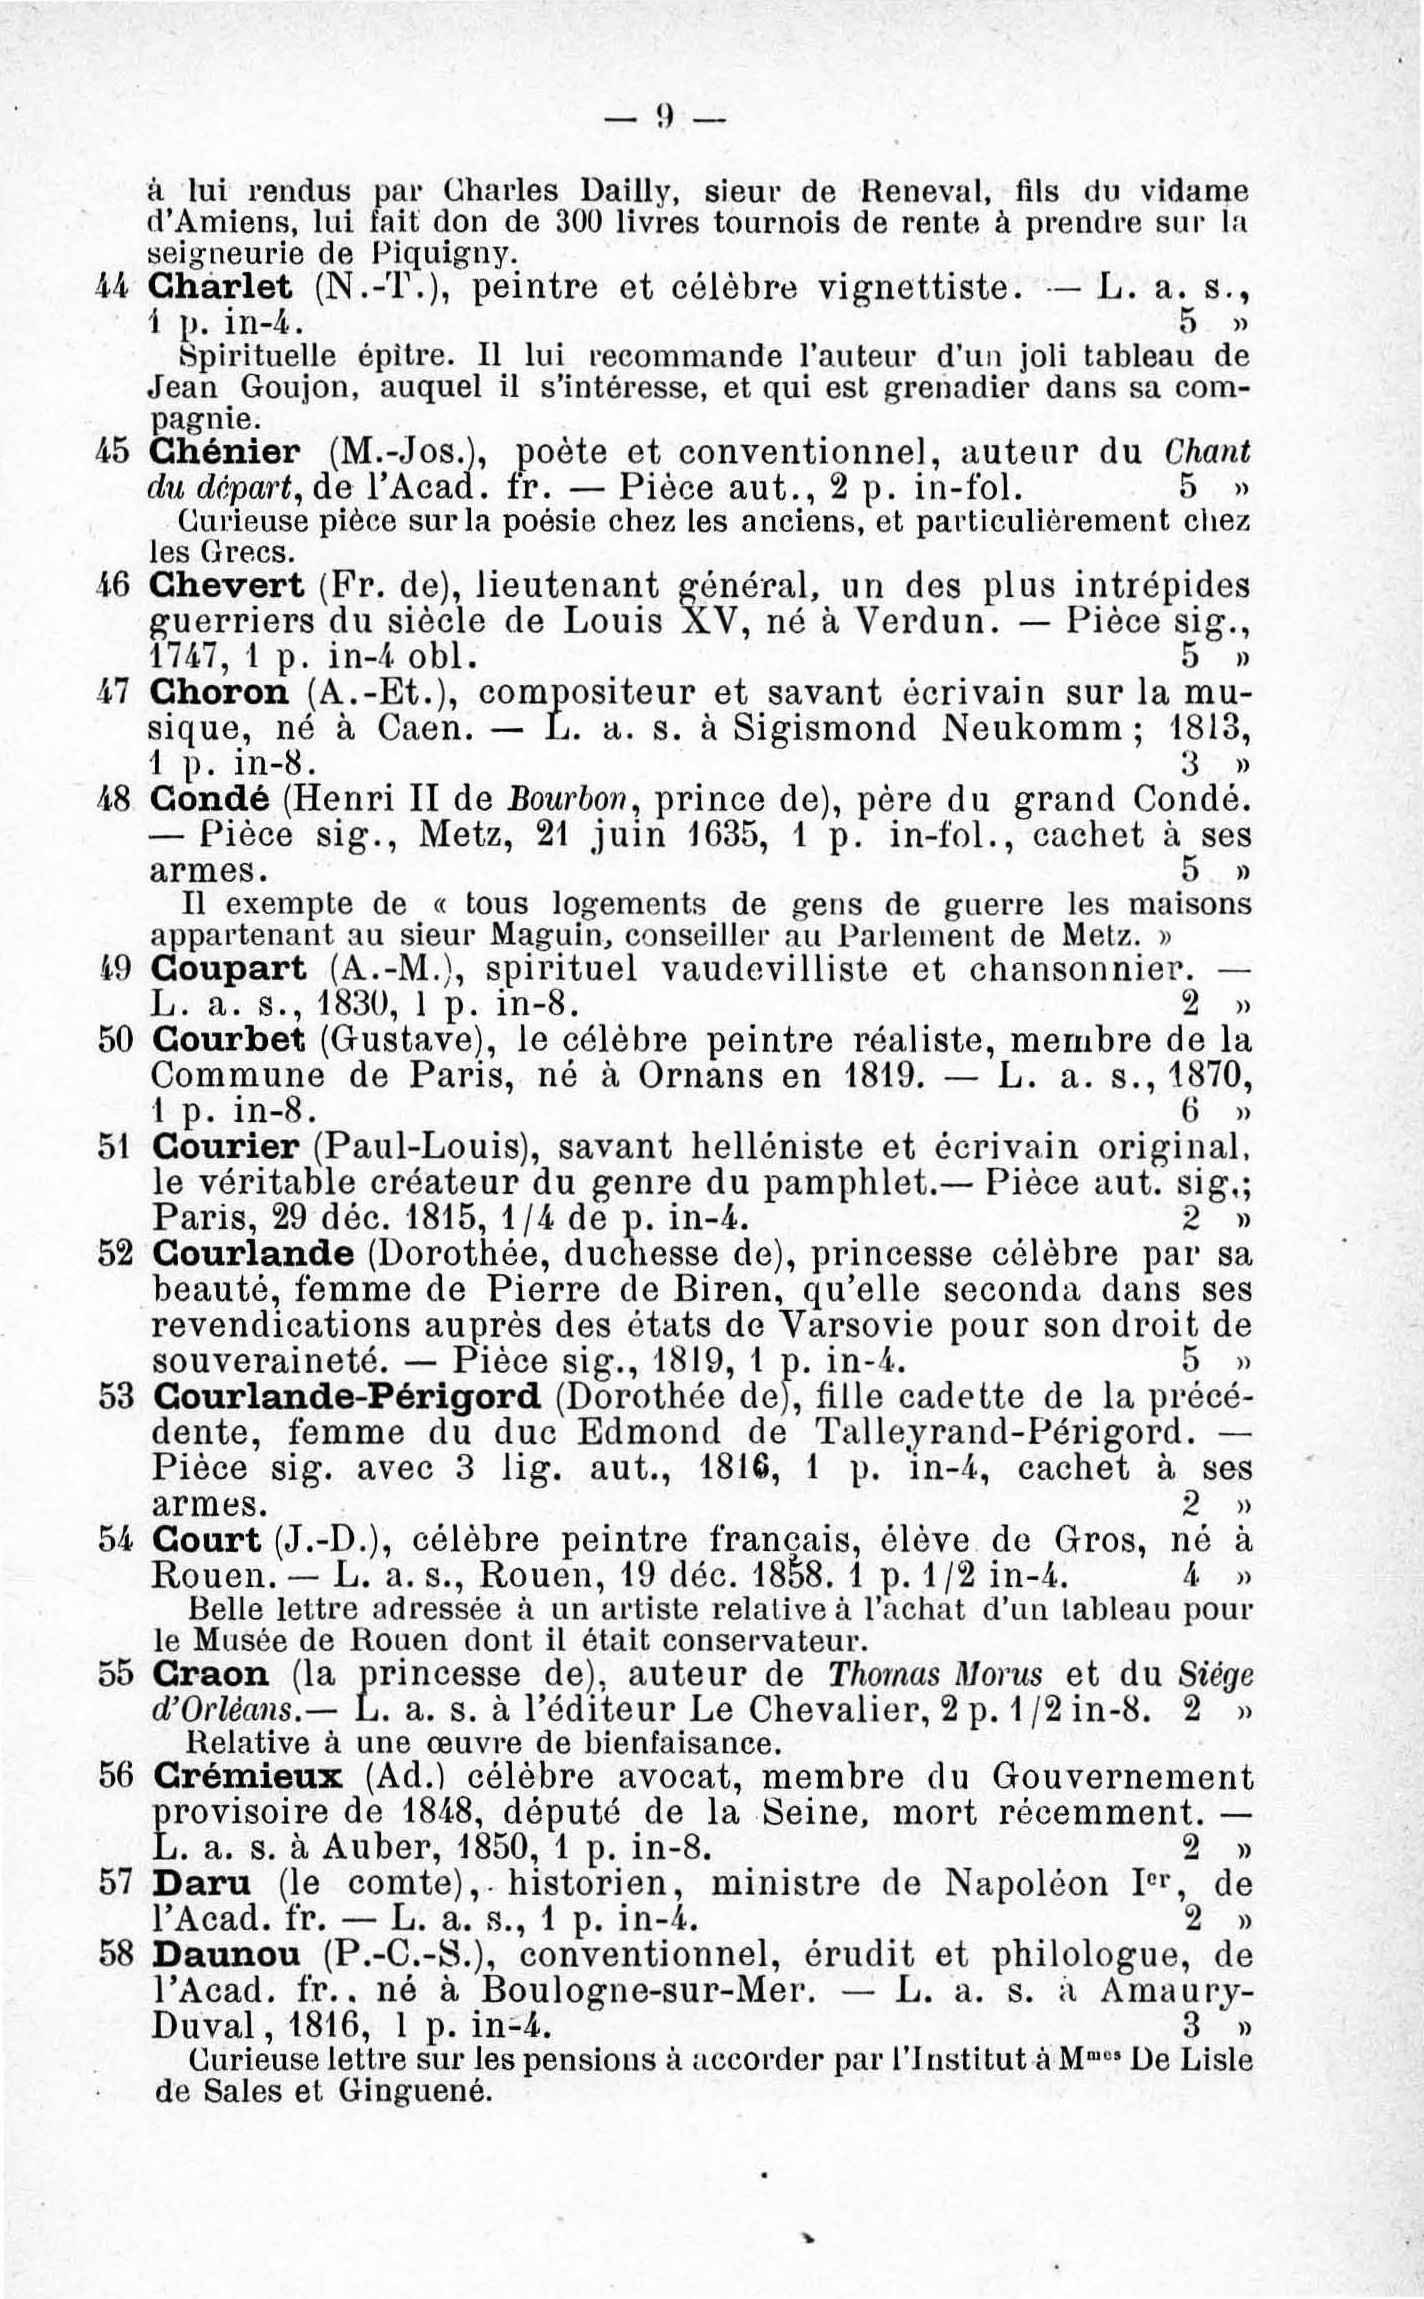 — 9 —
à lui rendus par Charles Dailly, sieur de Reneval, fils du vidame
d'Amiens, lui fait don de 300 livres tournois de rente à prendre sur la
seigneurie de Piquigny.
44 Charlet (N.-T.), peintre et célèbre vignettiste. — L. a. s.,
1 p. in-4. 5 »
Spirituelle épître. Il lui recommande l'auteur d'un joli tableau de
Jean Goujon, auquel il s'intéresse, et qui est grenadier dans sa com-
pagnie.
45 Chénier (M.-Jos.), poète et conventionnel, auteur du Chant
du départ, de l'Acad. fr. — Pièce aut., 2 p. in-fol. 5 »
Curieuse pièce sur la poésie chez les anciens, et particulièrement chez
les Grecs.
46 Chevert (Fr. de), lieutenant général, un des plus intrépides
guerriers du siècle de Louis XV, né à Verdun. — Pièce sig.,
1747, 1 p. in-4 obl. 5 »
47 Choron (A.-Et.), compositeur et savant écrivain sur la mu-
sique, né à Caen. — L. a. s. à Sigismond Neukomm ; 1813,
1 p. in-8. 3 »
48 Condé (Henri II de Bourbon, prince de), père du grand Condé.
— Pièce sig., Metz, 21 juin 1635, 1 p. in-fol., cachet à ses
armes. 5 »
Il exempte de « tous logements de gens de guerre les maisons
appartenant au sieur Maguin, conseiller au Parlement de Metz. »
49 Coupart (A.-M.), spirituel vaudevilliste et chansonnier. —
L. a. s., 1830, 1 p. in-8. 2 »
50 Courbet (Gustave), le célèbre peintre réaliste, membre de la
Commune de Paris, né à Ornans en 1819. — L. a. s., 1870,
1 p. in-8. 6 »
51 Courier (Paul-Louis), savant helléniste et écrivain original,
le véritable créateur du genre du pamphlet.— Pièce aut. sig.;
Paris, 29 déc. 1815, 1/4 de p. in-4. 2 »
52 Courlande (Dorothée, duchesse de), princesse célèbre par sa
beauté, femme de Pierre de Biren, qu'elle seconda dans ses
revendications auprès des états de Varsovie pour son droit de
souveraineté. — Pièce sig., 1819, 1 p. in-4. 5 »
53 Courlande-Périgord (Dorothée de), fille cadette de la précé-
dente, femme du duc Edmond de Talleyrand-Périgord. —
Pièce sig. avec 3 lig. aut., 1816, 1 p. in-4, cachet à ses
armes. 2 »
54 Court (J.-D.), célèbre peintre français, élève de Gros, né à
Rouen. — L. a. s., Rouen, 19 déc. 1858. 1 p. 1/2 in-4. 4 »
Belle lettre adressée à un artiste relative à l'achat d'un tableau pour
le Musée de Rouen dont il était conservateur.
55 Craon (la princesse de), auteur de Thomas Morus et du Siége
d'Orléans.— L. a. s. à l'éditeur Le Chevalier, 2 p. 1/2 in-8. 2 »
Relative à une œuvre de bienfaisance.
56 Crémieux (Ad.) célèbre avocat, membre du Gouvernement
provisoire de 1848, député de la Seine, mort récemment. —
L. a. s. à Auber, 1850, 1 p. in-8. 2 »
57 Daru (le comte), historien, ministre de Napoléon Ier, de
l'Acad. fr. — L. a. s., 1 p. in-4. 2 »
58 Daunou (P.-C.-S.), conventionnel, érudit et philologue, de
l'Acad. fr., né à Boulogne-sur-Mer. — L. a. s. à Amaury-
Duval, 1816, 1 p. in-4. 3 »
Curieuse lettre sur les pensions à accorder par l'Institut à Mmes De Lisle
de Sales et Ginguené.